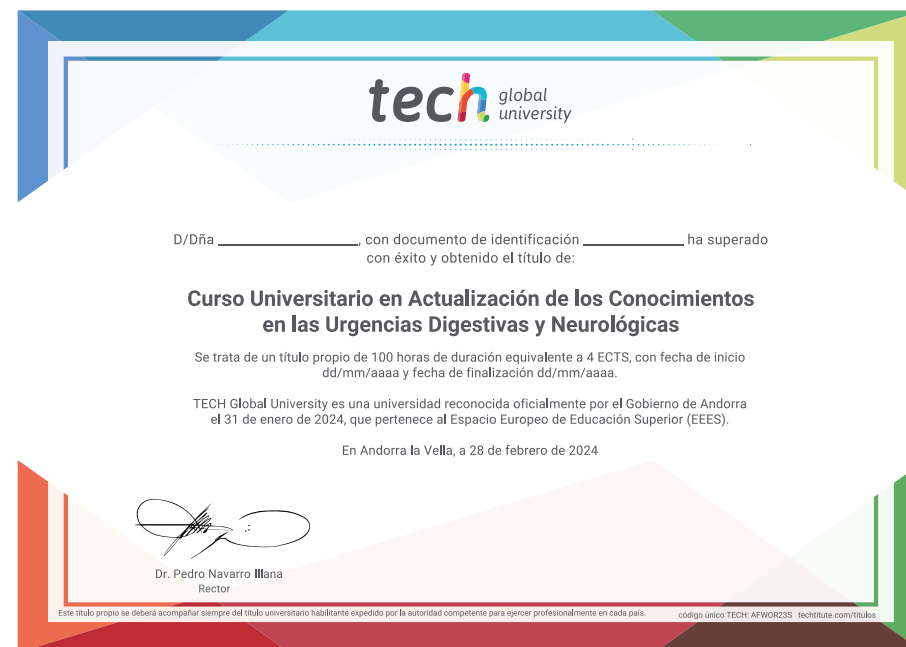 tech global university
D/Dña ____________________, con documento de identificación ______________ ha superado
con éxito y obtenido el título de:
Curso Universitario en Actualización de los Conocimientos
en las Urgencias Digestivas y Neurológicas
Se trata de un título propio de 100 horas de duración equivalente a 4 ECTS, con fecha de inicio
dd/mm/aaaa y fecha de finalización dd/mm/aaaa.
TECH Global University es una universidad reconocida oficialmente por el Gobierno de Andorra
el 31 de enero de 2024, que pertenece al Espacio Europeo de Educación Superior (EEES).
En Andorra la Vella, a 28 de febrero de 2024
Dr. Pedro Navarro Illana
Rector
Este título propio se deberá acompañar siempre del título universitario habilitante expedido por la autoridad competente para ejercer profesionalmente en cada país.
código único TECH: AFWOR23S techtitute.com/titulos